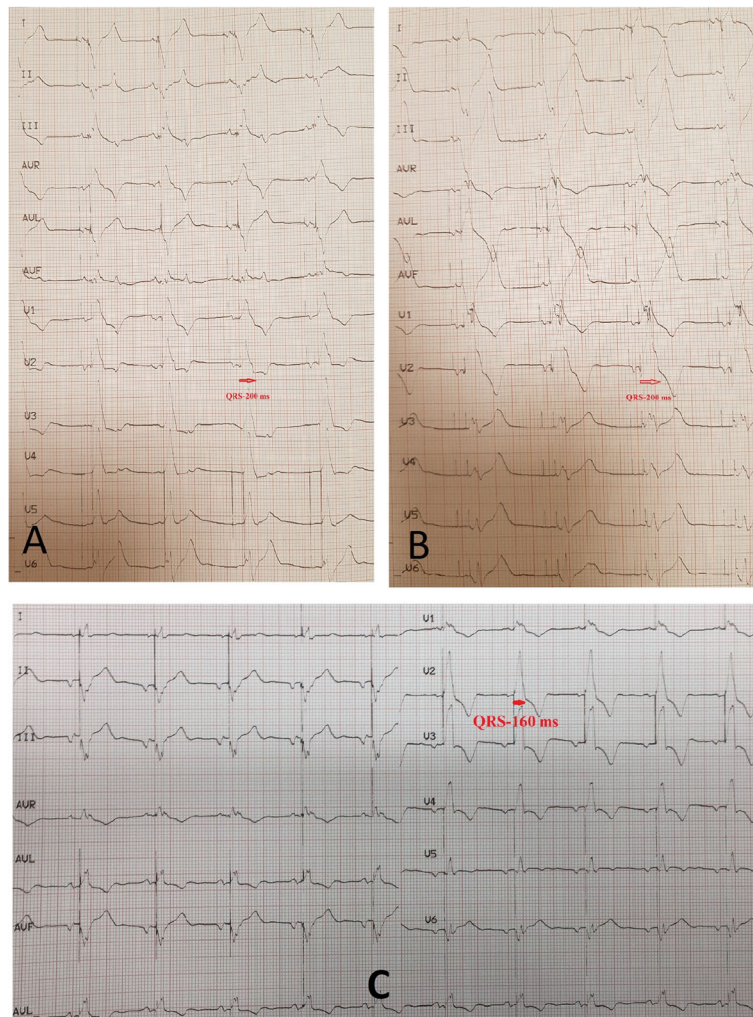 I
II
III
AUR
AUL
AUF
V1
V2
QRS-200 ms
V3
V4
V5
V6
A
I
II
III
AUR
AUL
AUF
V1
V2
QRS-200 ms
V3
V4
V5
V6
B
I
II
III
AUR
AUL
AUF
AUL
V1
V2
QRS-160 ms
V3
V4
V5
V6
C